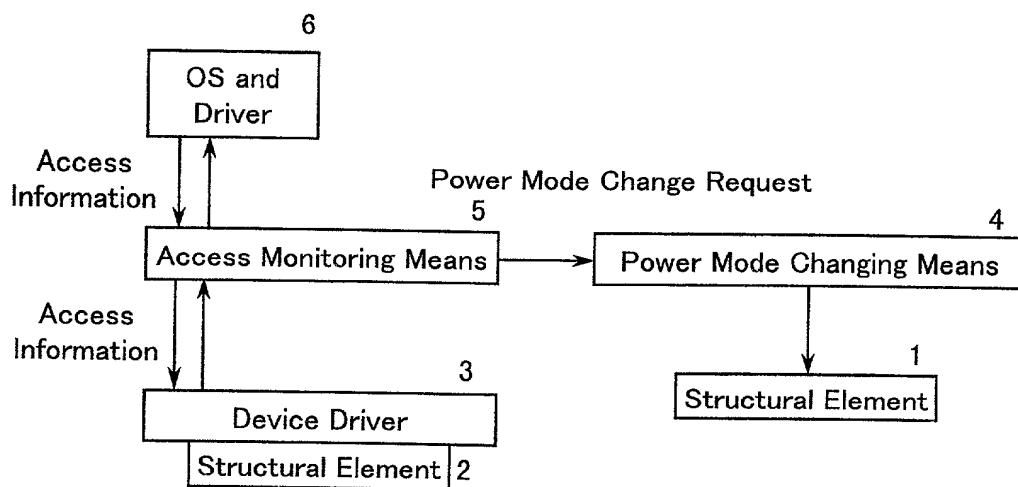 6
OS and
Driver
Access
Information
Power Mode Change Request
5
4
Access Monitoring Means
Power Mode Changing Means
Access
Information
3
1
Device Driver
Structural Element
Structural Element
2